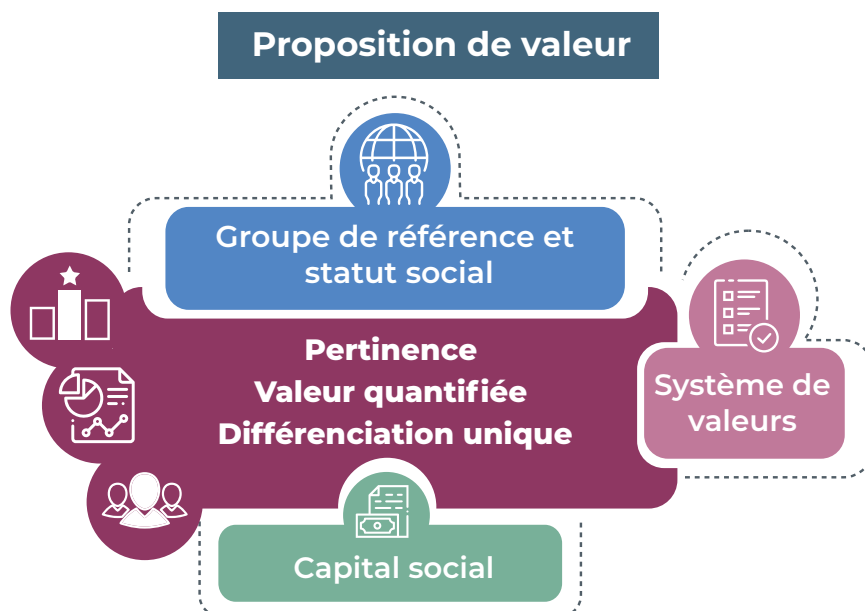 Proposition de valeur
Groupe de référence et
statut social
Pertinence
Valeur quantifiée
Différenciation unique
Système de
valeurs
Capital social